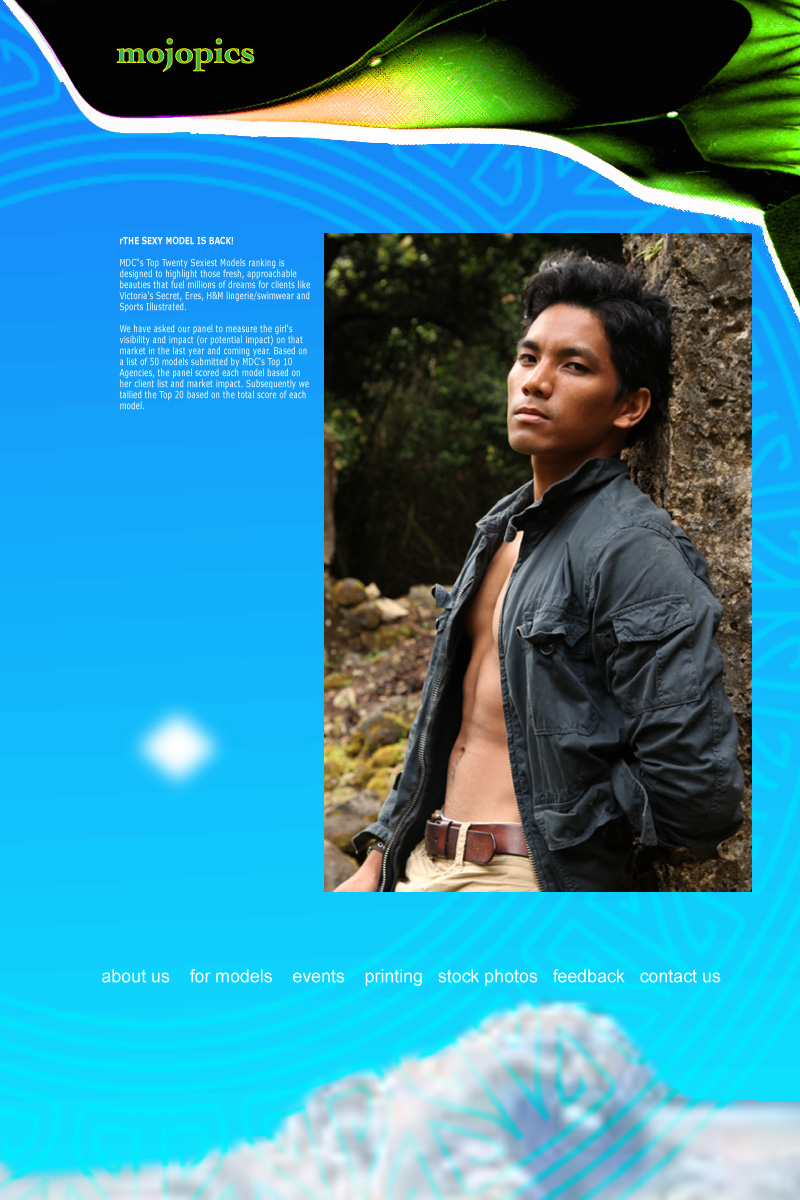 mojopics
rTHE SEXY MODEL IS BACK!
MDC"s Top Twenty Sexiest Models ranking is
designed to highlight those fresh, approachable
beauties that fuel millions of dreams for clients like
Victoria's Secret, Eres, H&M lingerie/swimwear and
Sports Illustrated.
We have asked our panel to measure the girl's
visibility and impact (or potential impact) on that
market in the last year and coming year. Based on
a list of 50 models submitted by MDC's Top 10
Agencies, the panel scored each model based on
her client list and market impact. Subsequently we
tallied the Top 20 based on the total score of each
model.
about us for models events printing stock photos feedback contact us